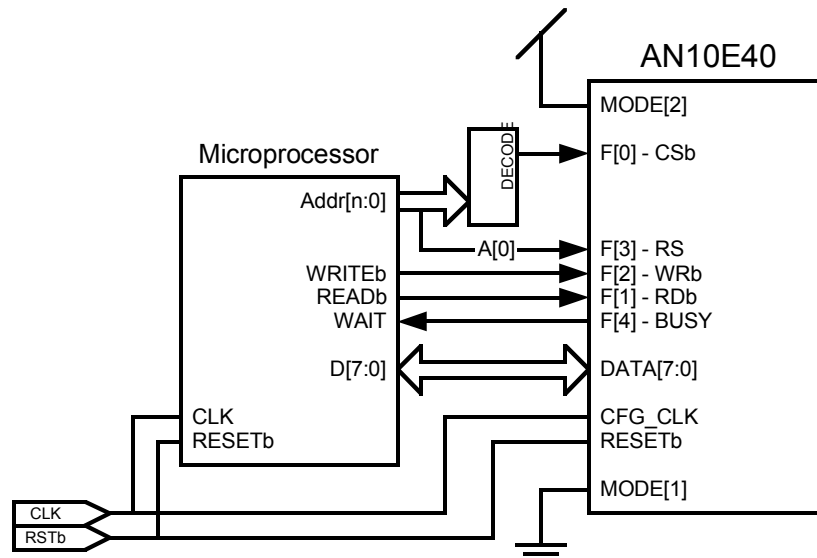 AN10E40
MODE[2]
DECODE
F[0] - CSb
Microprocessor
Addr[n:0]
A[0]
F[3] - RS
WRITEb
F[2] - WRb
READb
F[1] - RDb
WAIT
F[4] - BUSY
D[7:0]
DATA[7:0]
CLK
CFG_CLK
RESETb
RESETb
MODE[1]
CLK
RSTb